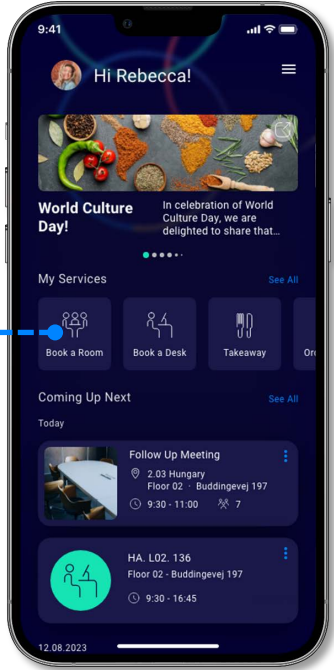 9:41
Hi Rebecca!
World Culture
Day!
In celebration of World
Culture Day, we are
delighted to share that...
My Services
See All
Book a Room
Book a Desk
Takeaway
Coming Up Next
See All
Today
Follow Up Meeting
2.03 Hungary
Floor 02 · Buddingevej 197
9:30 - 11:00 7
HA. L02. 136
Floor 02 - Buddingevej 197
9:30 - 16:45
12.08.2023